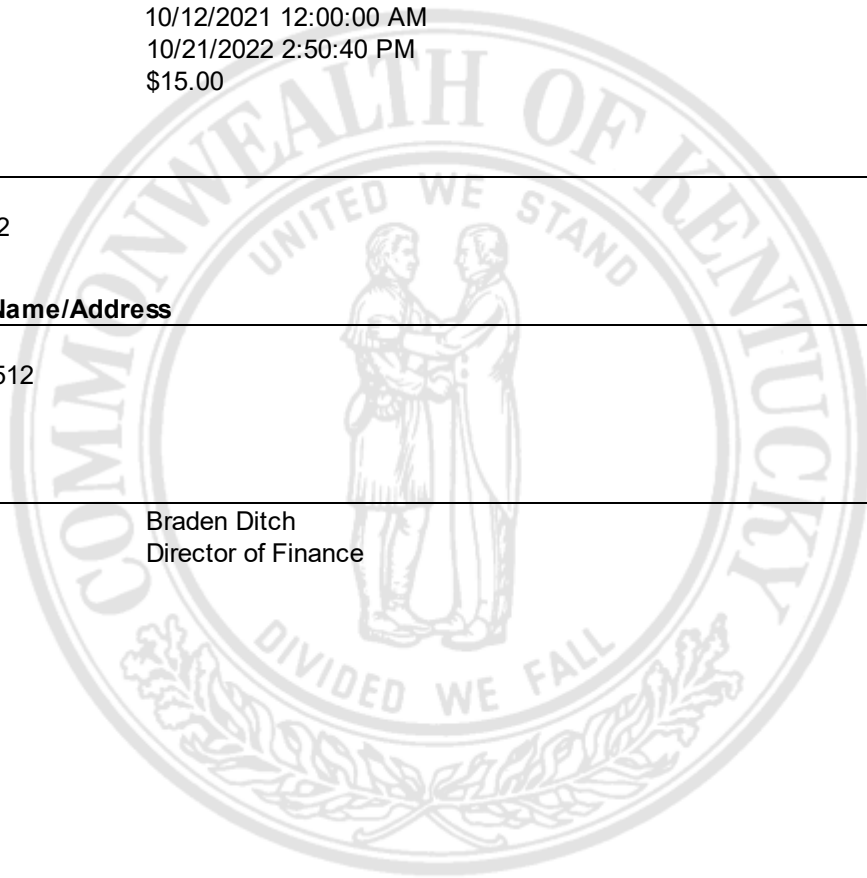 10/12/2021 12:00:00 AM
10/21/2022 2:50:40 PM
$15.00
COMMONWEALTH OF KENTUCKY
UNITED WE STAND
2
Name/Address
512
Braden Ditch
Director of Finance
DIVIDED WE FALL